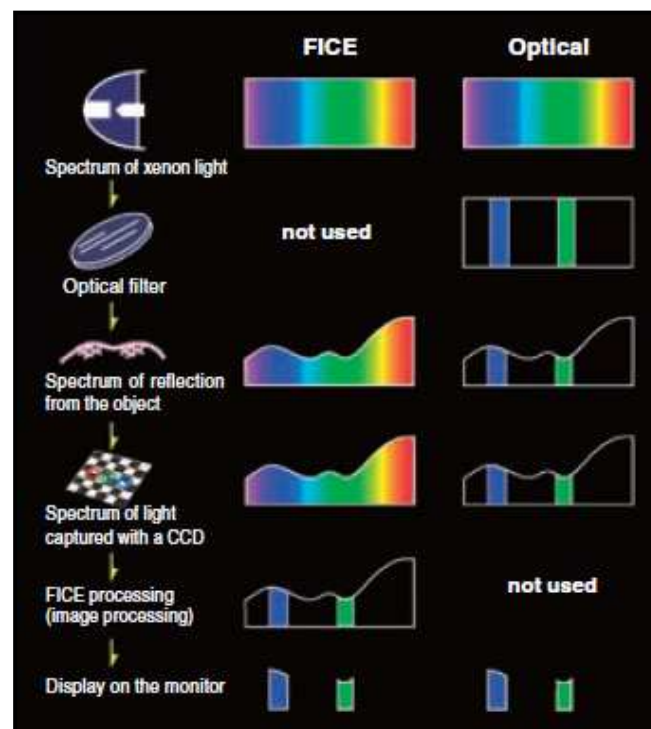 FICE
Optical
Spectrum of xenon light
not used
Optical filter
Spectrum of reflection
from the object
Spectrum of light
captured with a CCD
FICE processing
(image processing)
not used
Display on the monitor